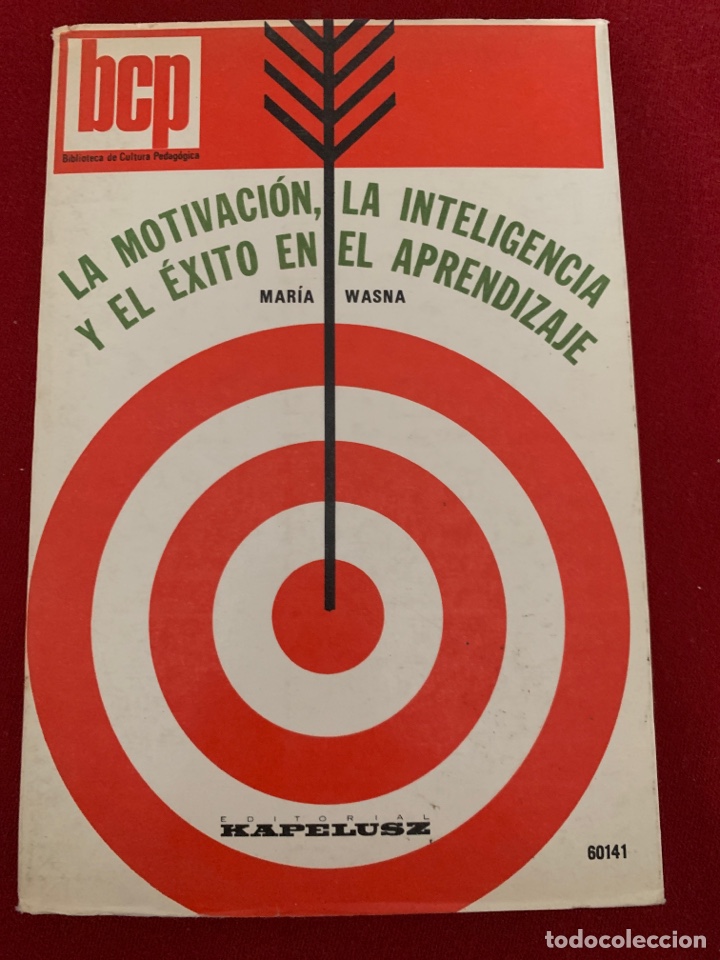 bcp
Biblioteca de Cultura Pedagógica
LA MOTIVACIÓN, LA INTELIGENCIA
Y EL ÉXITO EN EL APRENDIZAJE
MARÍA WASNA
EDITORIAL
KAPELUSZ
60141
todocoleccion